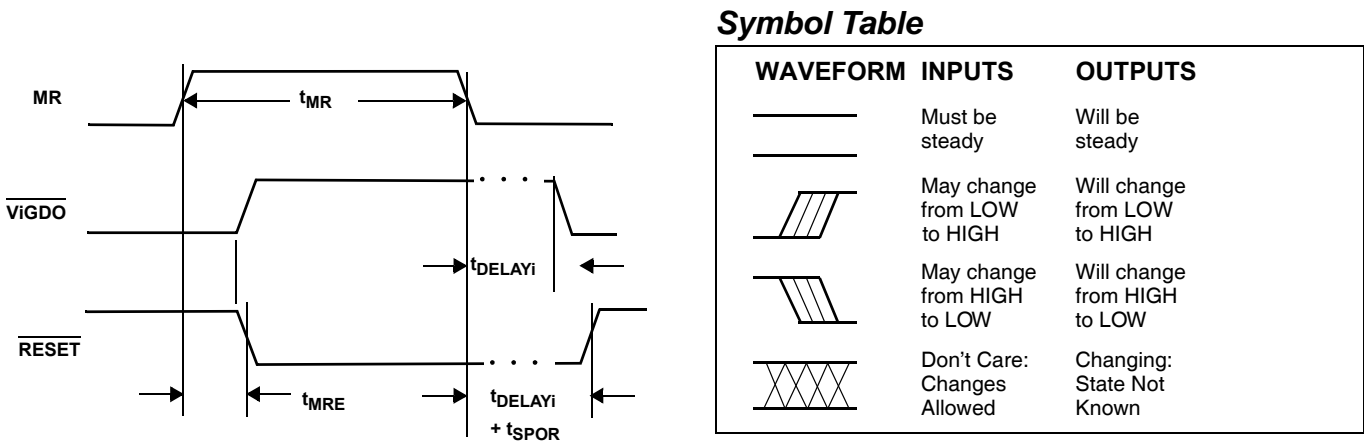 MR
tMR
ViGDO
tDELAYi
RESET
tMRE
tDELAYi
+ tSPOR
Symbol Table
WAVEFORM INPUTS OUTPUTS
Must be Will be
steady steady
May change Will change
from LOW from LOW
to HIGH to HIGH
May change Will change
from HIGH from HIGH
to LOW to LOW
Don't Care: Changing:
Changes State Not
Allowed Known